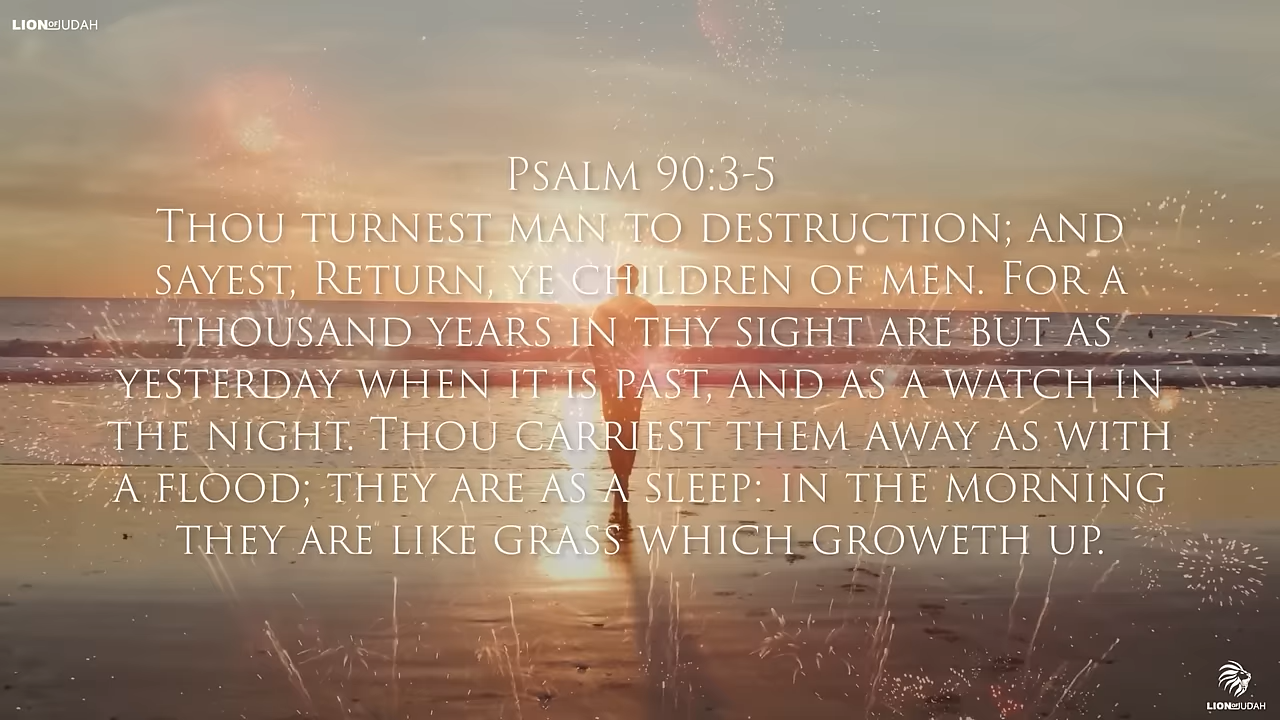 LION OF JUDAH
Psalm 90:3-5
Thou turnest man to destruction; and
sayest, Return, ye children of men. For a
thousand years in thy sight are but as
yesterday when it is past, and as a watch in
the night. Thou carriest them away as with
a flood; they are as a sleep: in the morning
they are like grass which groweth up.
LION OF JUDAH